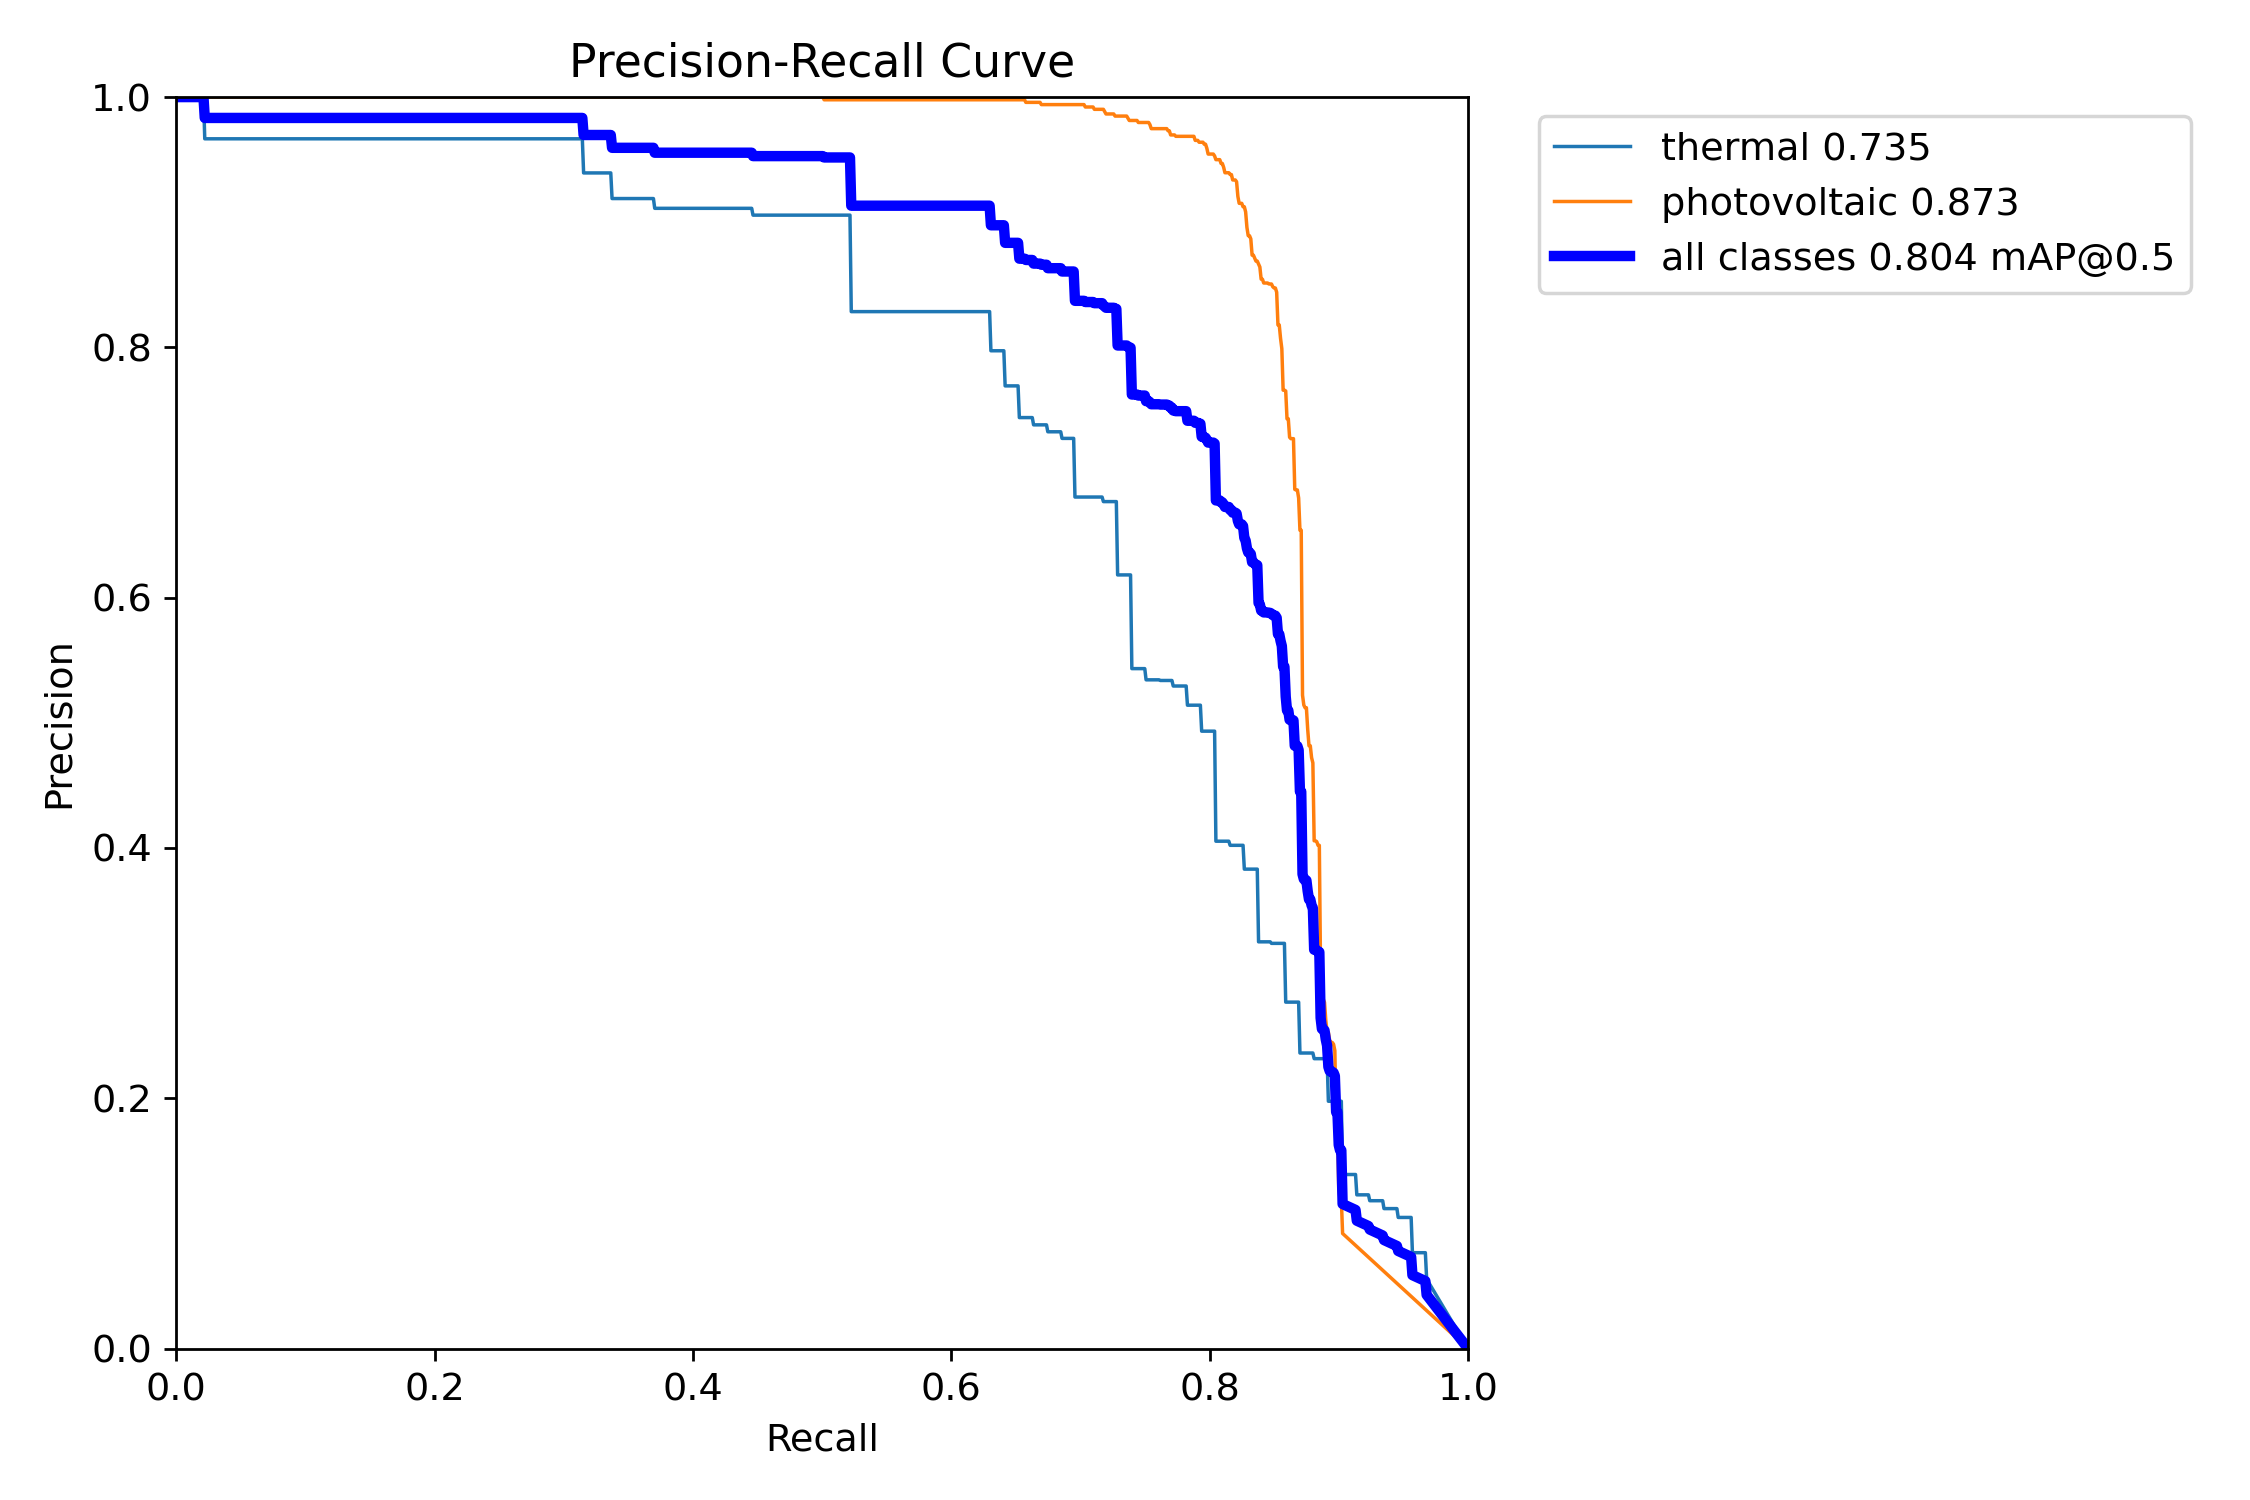 Precision-Recall Curve
1.0
0.8
0.6
0.4
0.2
0.0
Precision
0.0 0.2 0.4 0.6 0.8 1.0
Recall
thermal 0.735
photovoltaic 0.873
all classes 0.804 mAP@0.5